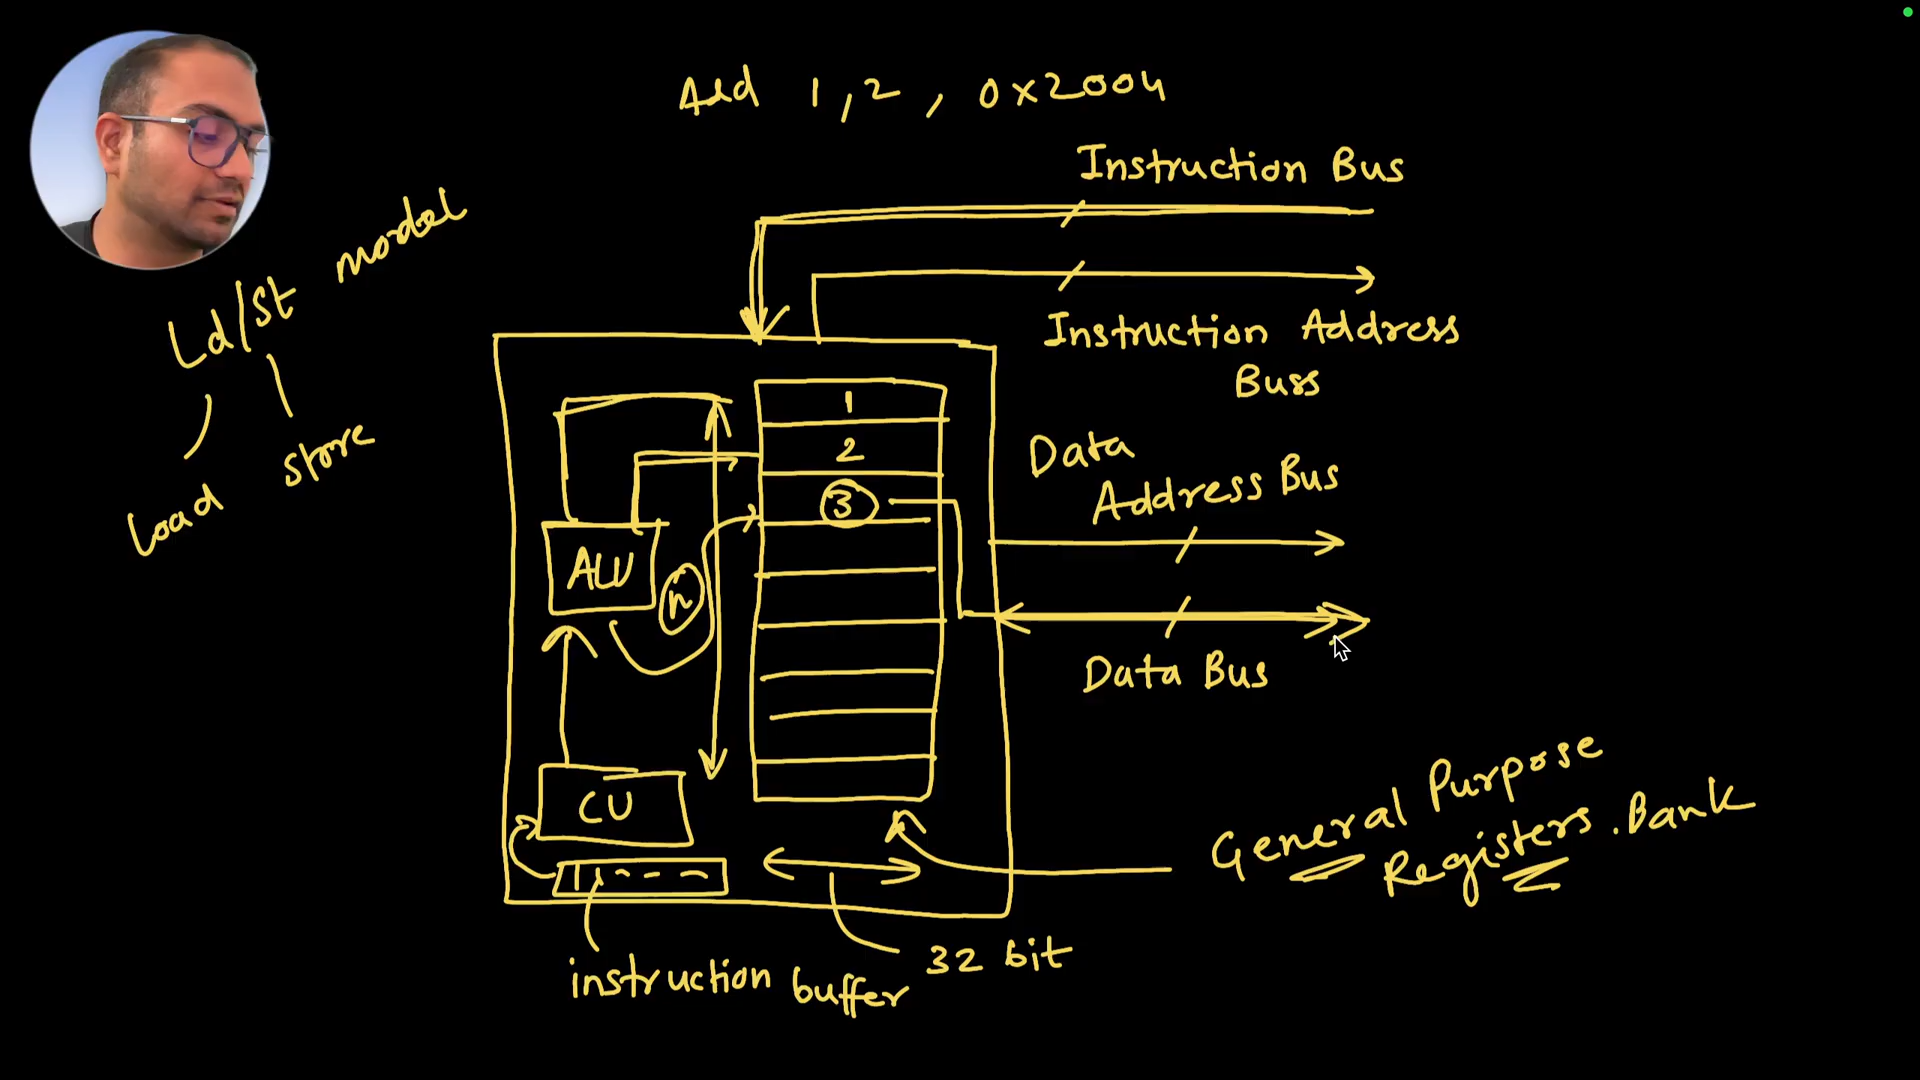 Add 1,2, 0x2004
Instruction Bus
Instruction Address
Buss
Ld/St model
Load
store
1
2
3
ALU
n
CU
Data
Address Bus
Data Bus
General Purpose
Registers. Bank
32 bit
instruction buffer